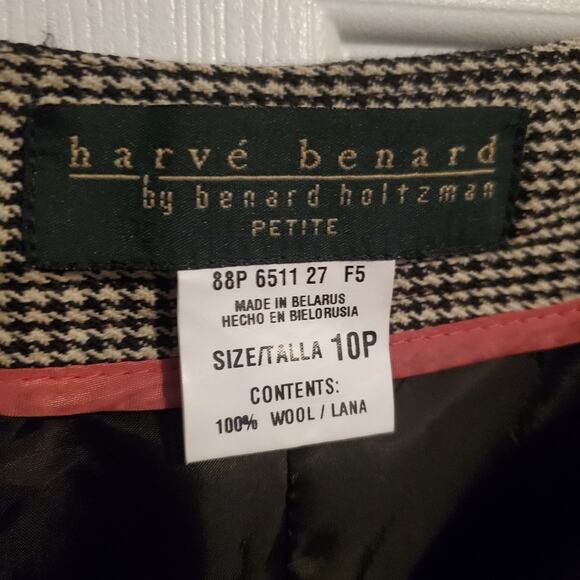 harvé benard
by benard holtzman
PETITE
88P 6511 27 F5
MADE IN BELARUS
HECHO EN BIELORUSIA
SIZE/TALLA 10P
CONTENTS:
100% WOOL / LANA